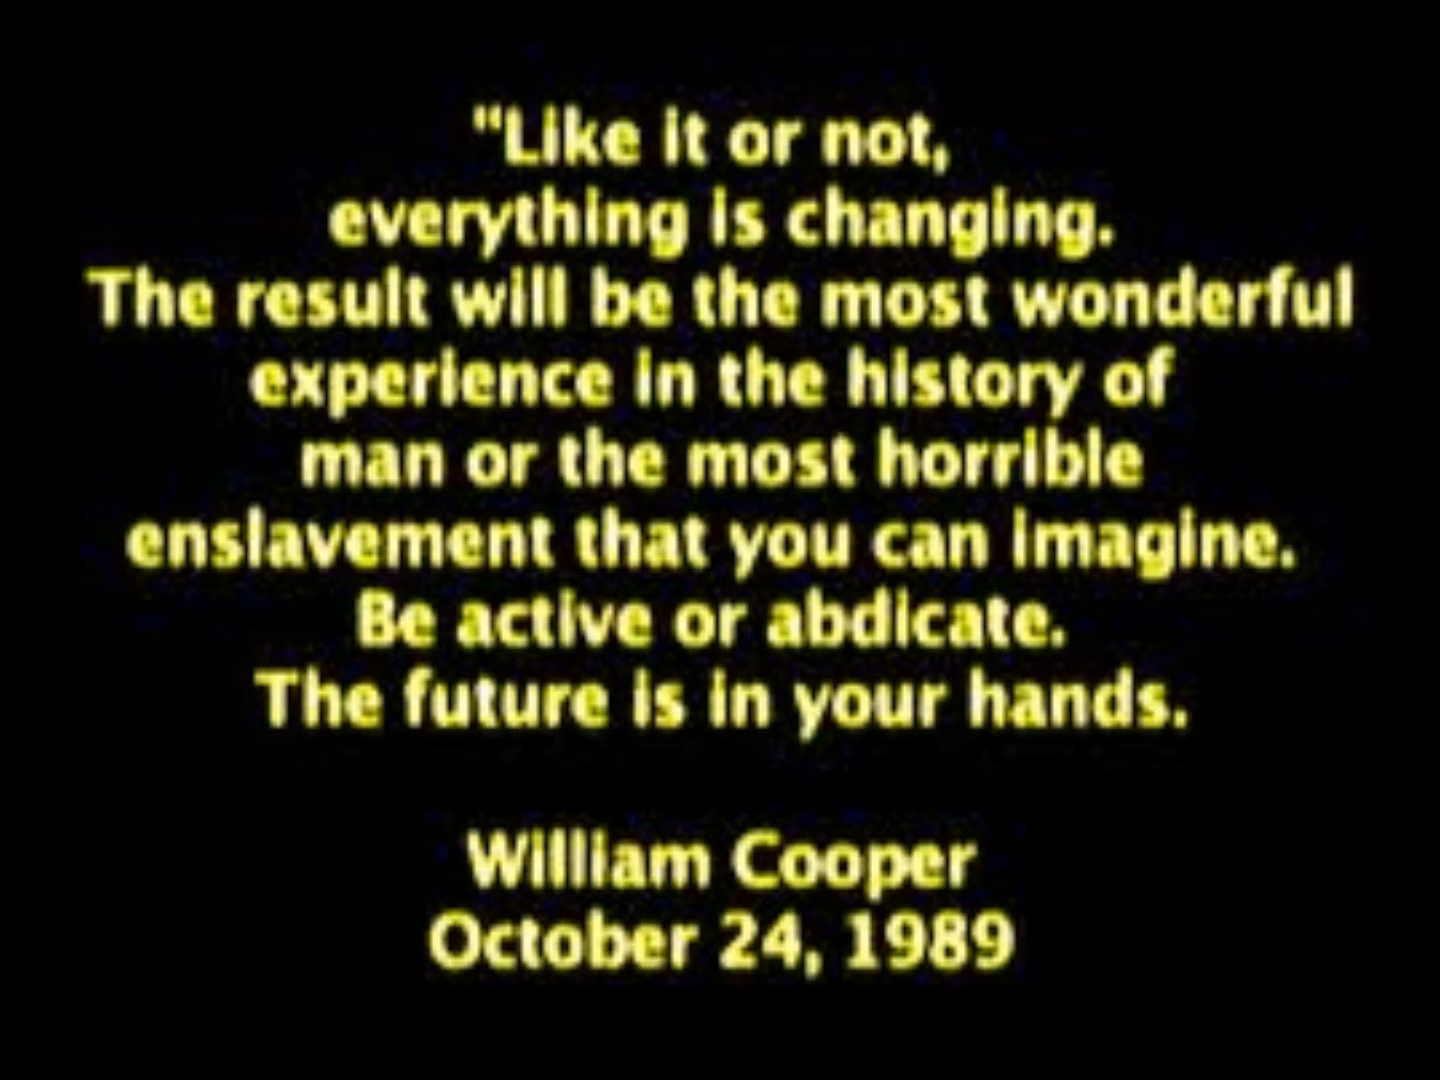 "Like it or not,
everything is changing.
The result will be the most wonderful
experience in the history of
man or the most horrible
enslavement that you can imagine.
Be active or abdicate.
The future is in your hands.
William Cooper
October 24, 1989